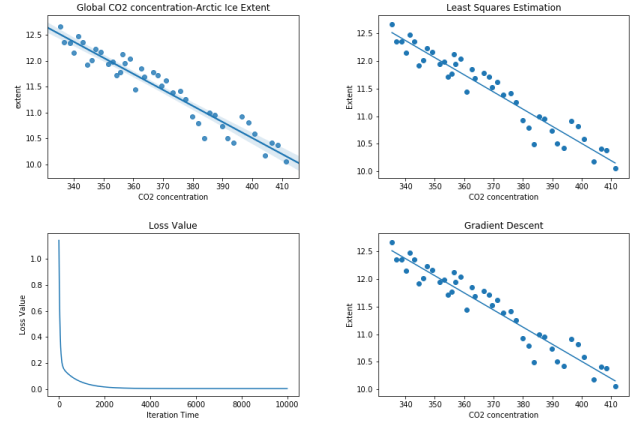 Global CO2 concentration-Arctic Ice Extent
extent
12.5
12.0
11.5
11.0
10.5
10.0
340 350 360 370 380 390 400 410
CO2 concentration
Least Squares Estimation
Extent
12.5
12.0
11.5
11.0
10.5
10.0
340 350 360 370 380 390 400 410
CO2 concentration
Loss Value
Loss Value
1.0
0.8
0.6
0.4
0.2
0.0
0 2000 4000 6000 8000 10000
Iteration Time
Gradient Descent
Extent
12.5
12.0
11.5
11.0
10.5
10.0
340 350 360 370 380 390 400 410
CO2 concentration